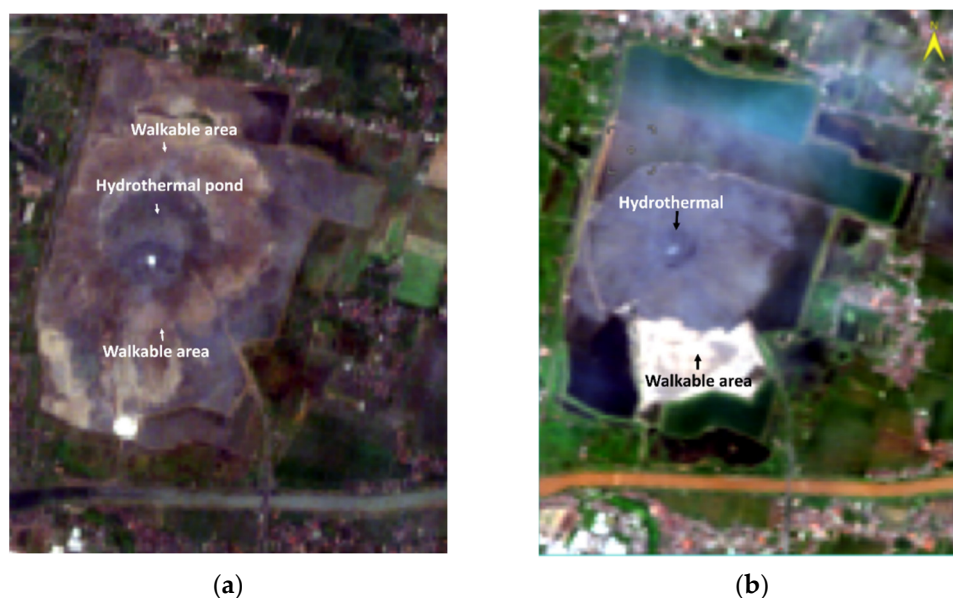 N
Walkable area
Hydrothermal pond
Walkable area
Hydrothermal
Walkable area
(a)
(b)